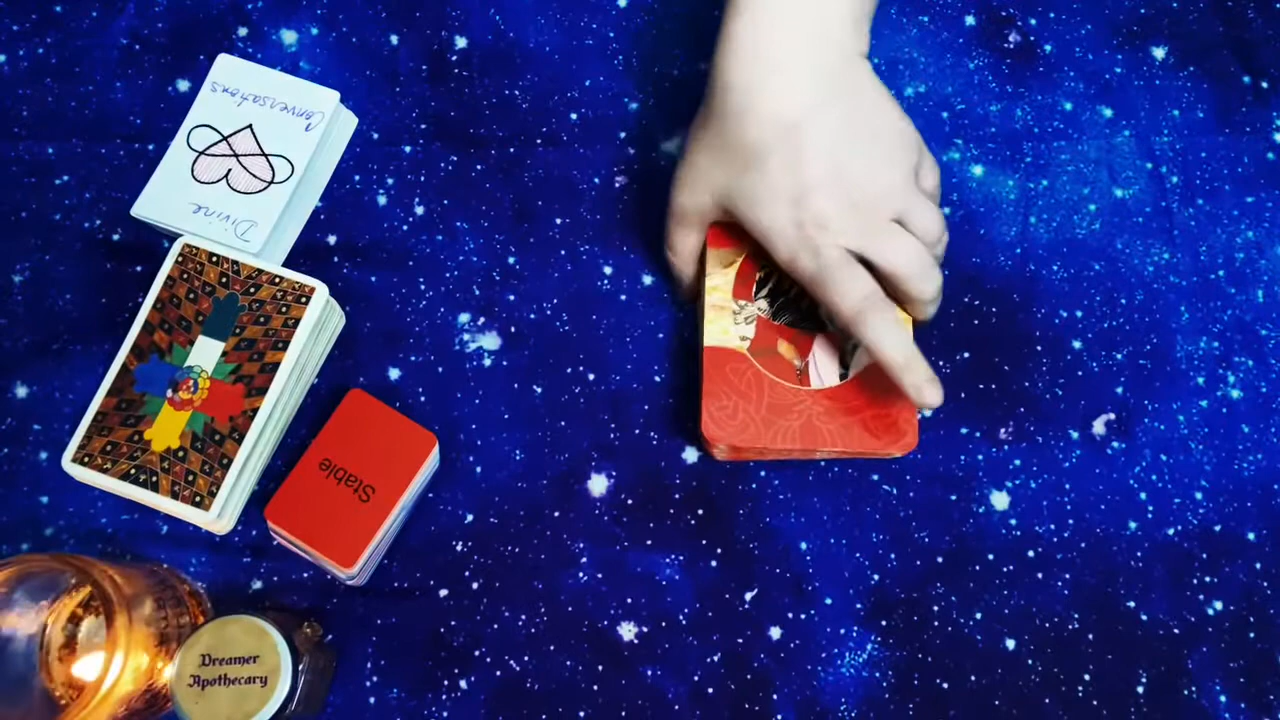 Divine
Conversations
Stable
Dreamer
Apothecary